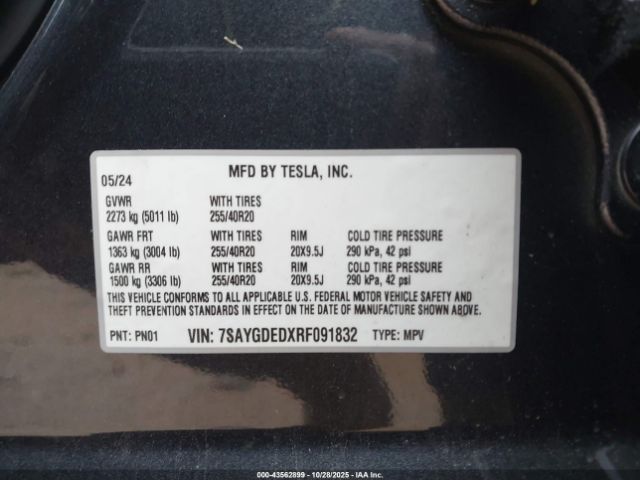 MFD BY TESLA, INC.
05/24
GVWR WITH TIRES
2273 kg (5011 lb) 255/40R20
GAWR FRT WITH TIRES RIM COLD TIRE PRESSURE
1363 kg (3004 lb) 255/40R20 20X9.5J 290 kPa, 42 psi
GAWR RR WITH TIRES RIM COLD TIRE PRESSURE
1500 kg (3306 lb) 255/40R20 20X9.5J 290 kPa, 42 psi
THIS VEHICLE CONFORMS TO ALL APPLICABLE U.S. FEDERAL MOTOR VEHICLE SAFETY AND
THEFT PREVENTION STANDARDS IN EFFECT ON THE DATE OF MANUFACTURE SHOWN ABOVE.
PNT: PN01 VIN: 7SAYGDEDXRF091832 TYPE: MPV
000-43562899 | 10/28/2025 | IAA Inc.